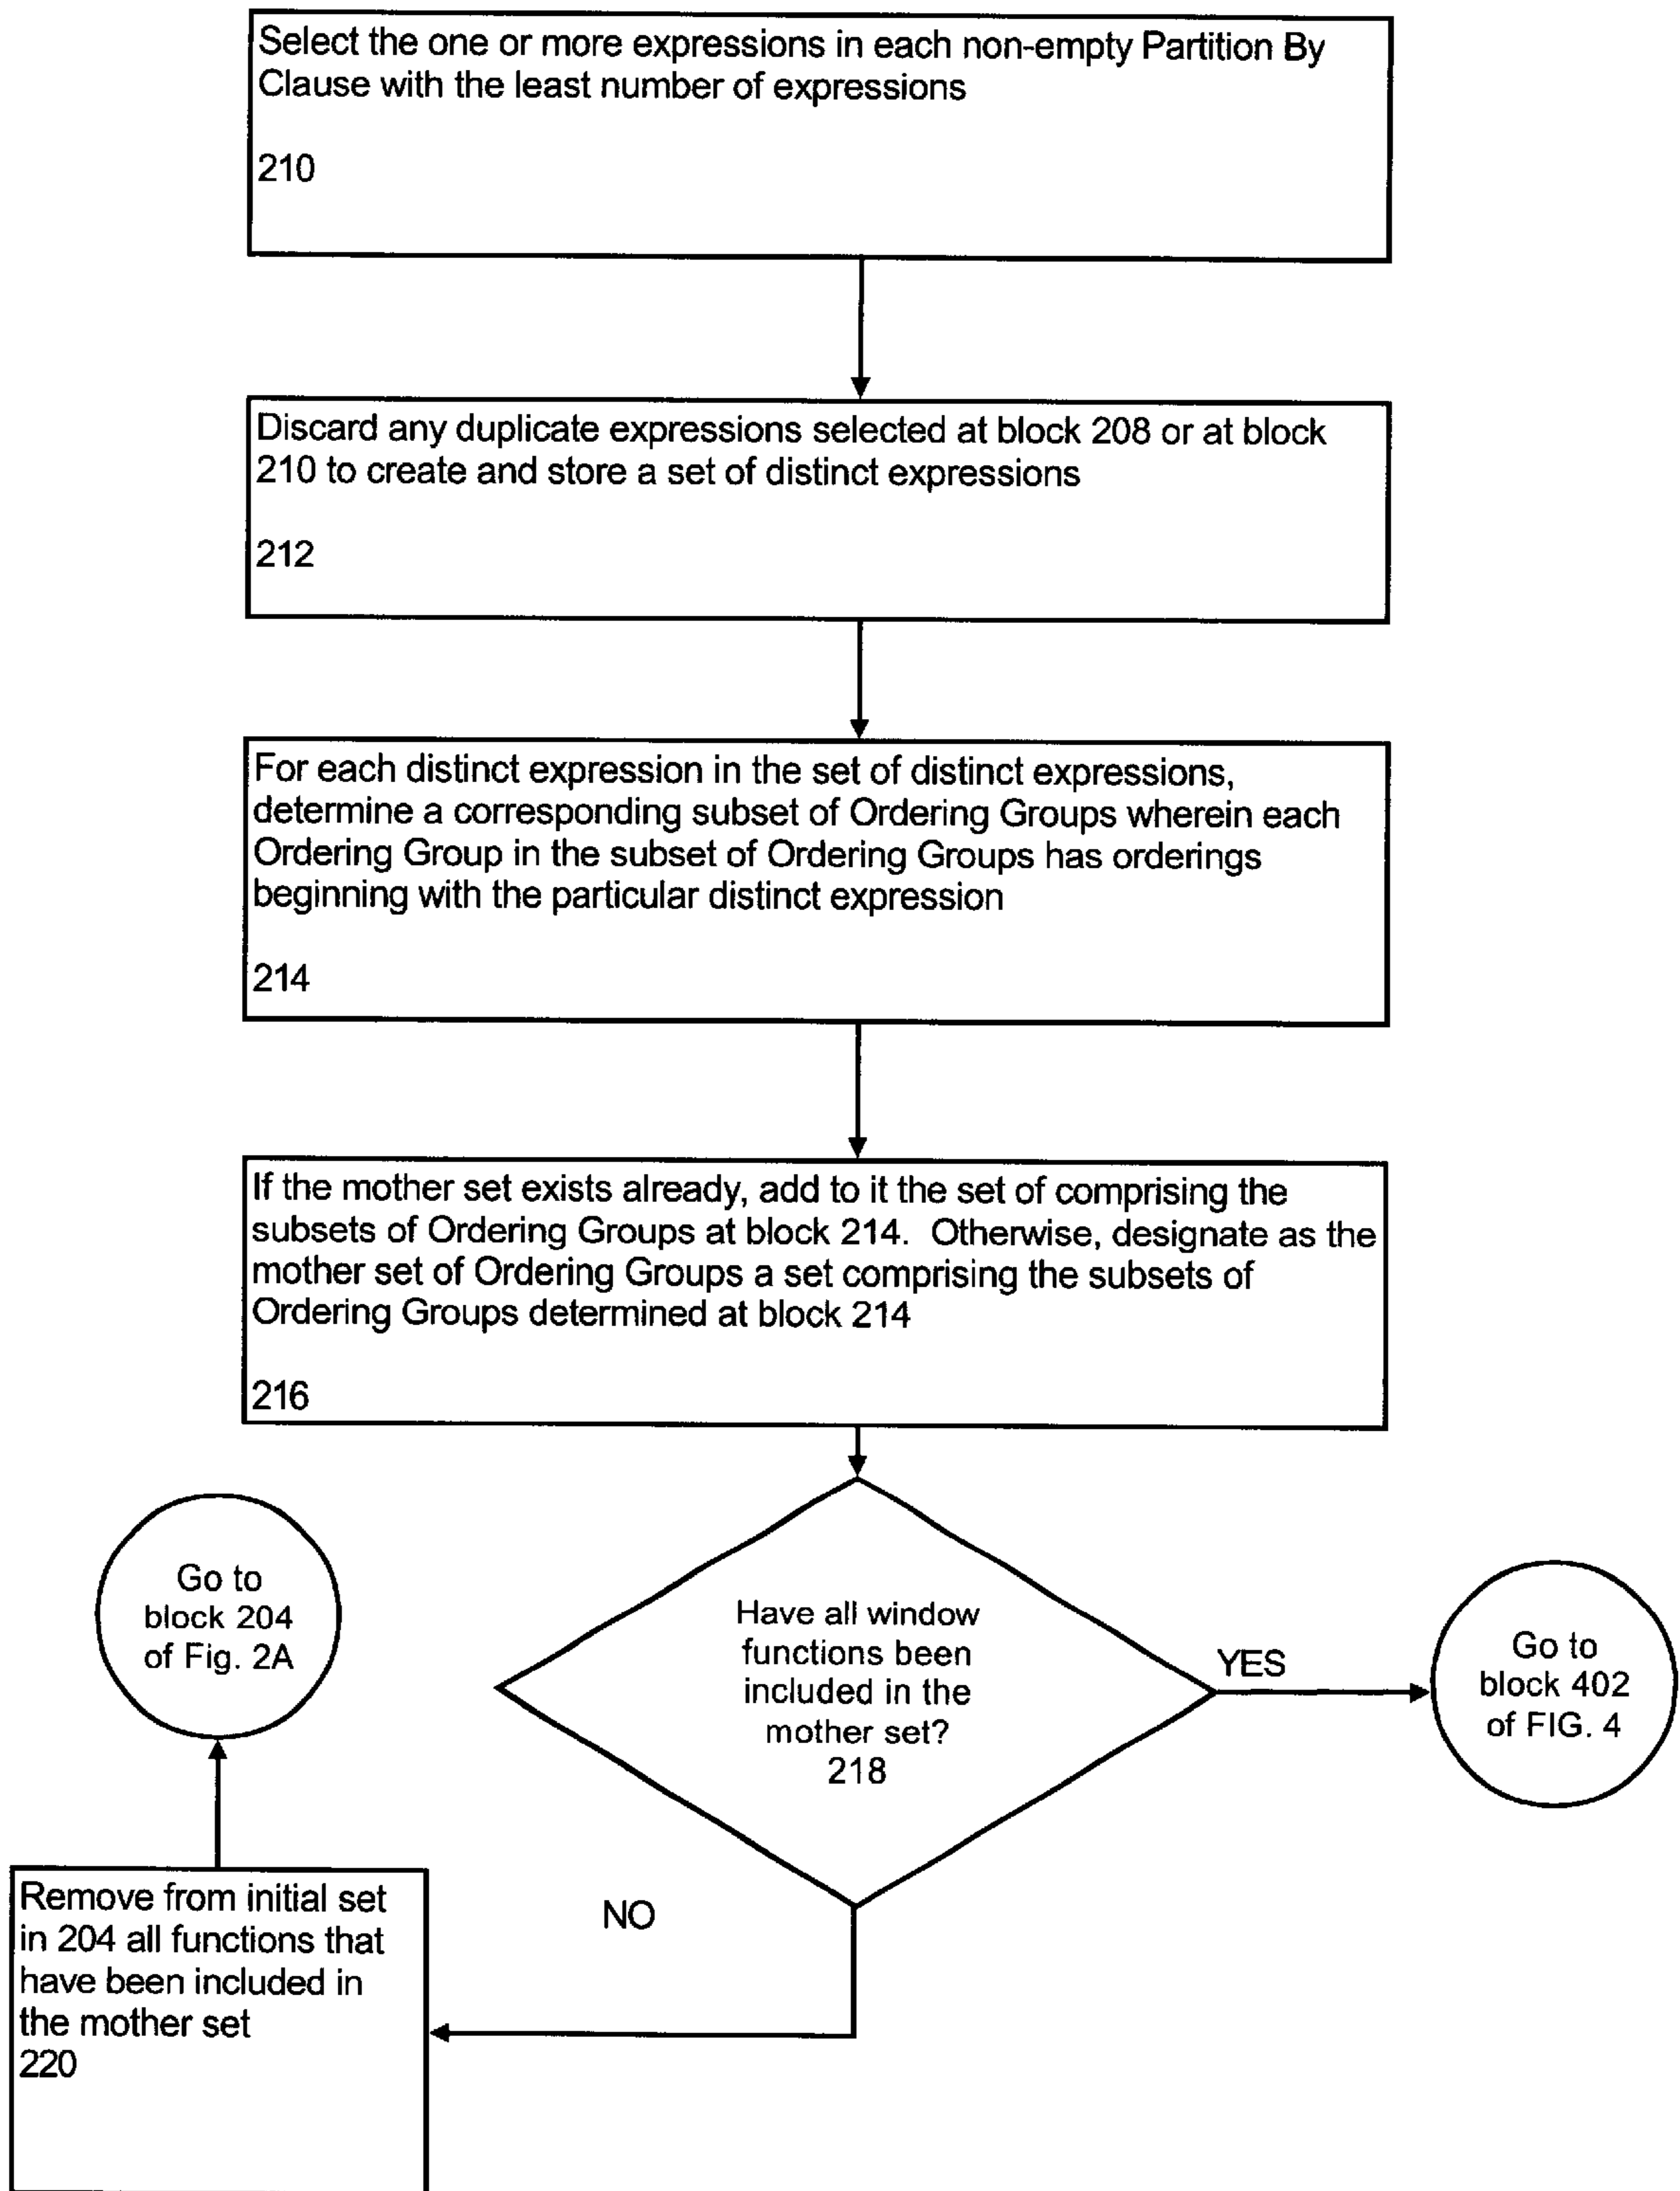 Select the one or more expressions in each non-empty Partition By
Clause with the least number of expressions
210
Discard any duplicate expressions selected at block 208 or at block
210 to create and store a set of distinct expressions
212
For each distinct expression in the set of distinct expressions,
determine a corresponding subset of Ordering Groups wherein each
Ordering Group in the subset of Ordering Groups has orderings
beginning with the particular distinct expression
214
If the mother set exists already, add to it the set of comprising the
subsets of Ordering Groups at block 214. Otherwise, designate as the
mother set of Ordering Groups a set comprising the subsets of
Ordering Groups determined at block 214
216
Go to
block 204
of Fig. 2A
Have all window
functions been
included in the
mother set?
218
YES
Go to
block 402
of FIG. 4
NO
Remove from initial set
in 204 all functions that
have been included in
the mother set
220